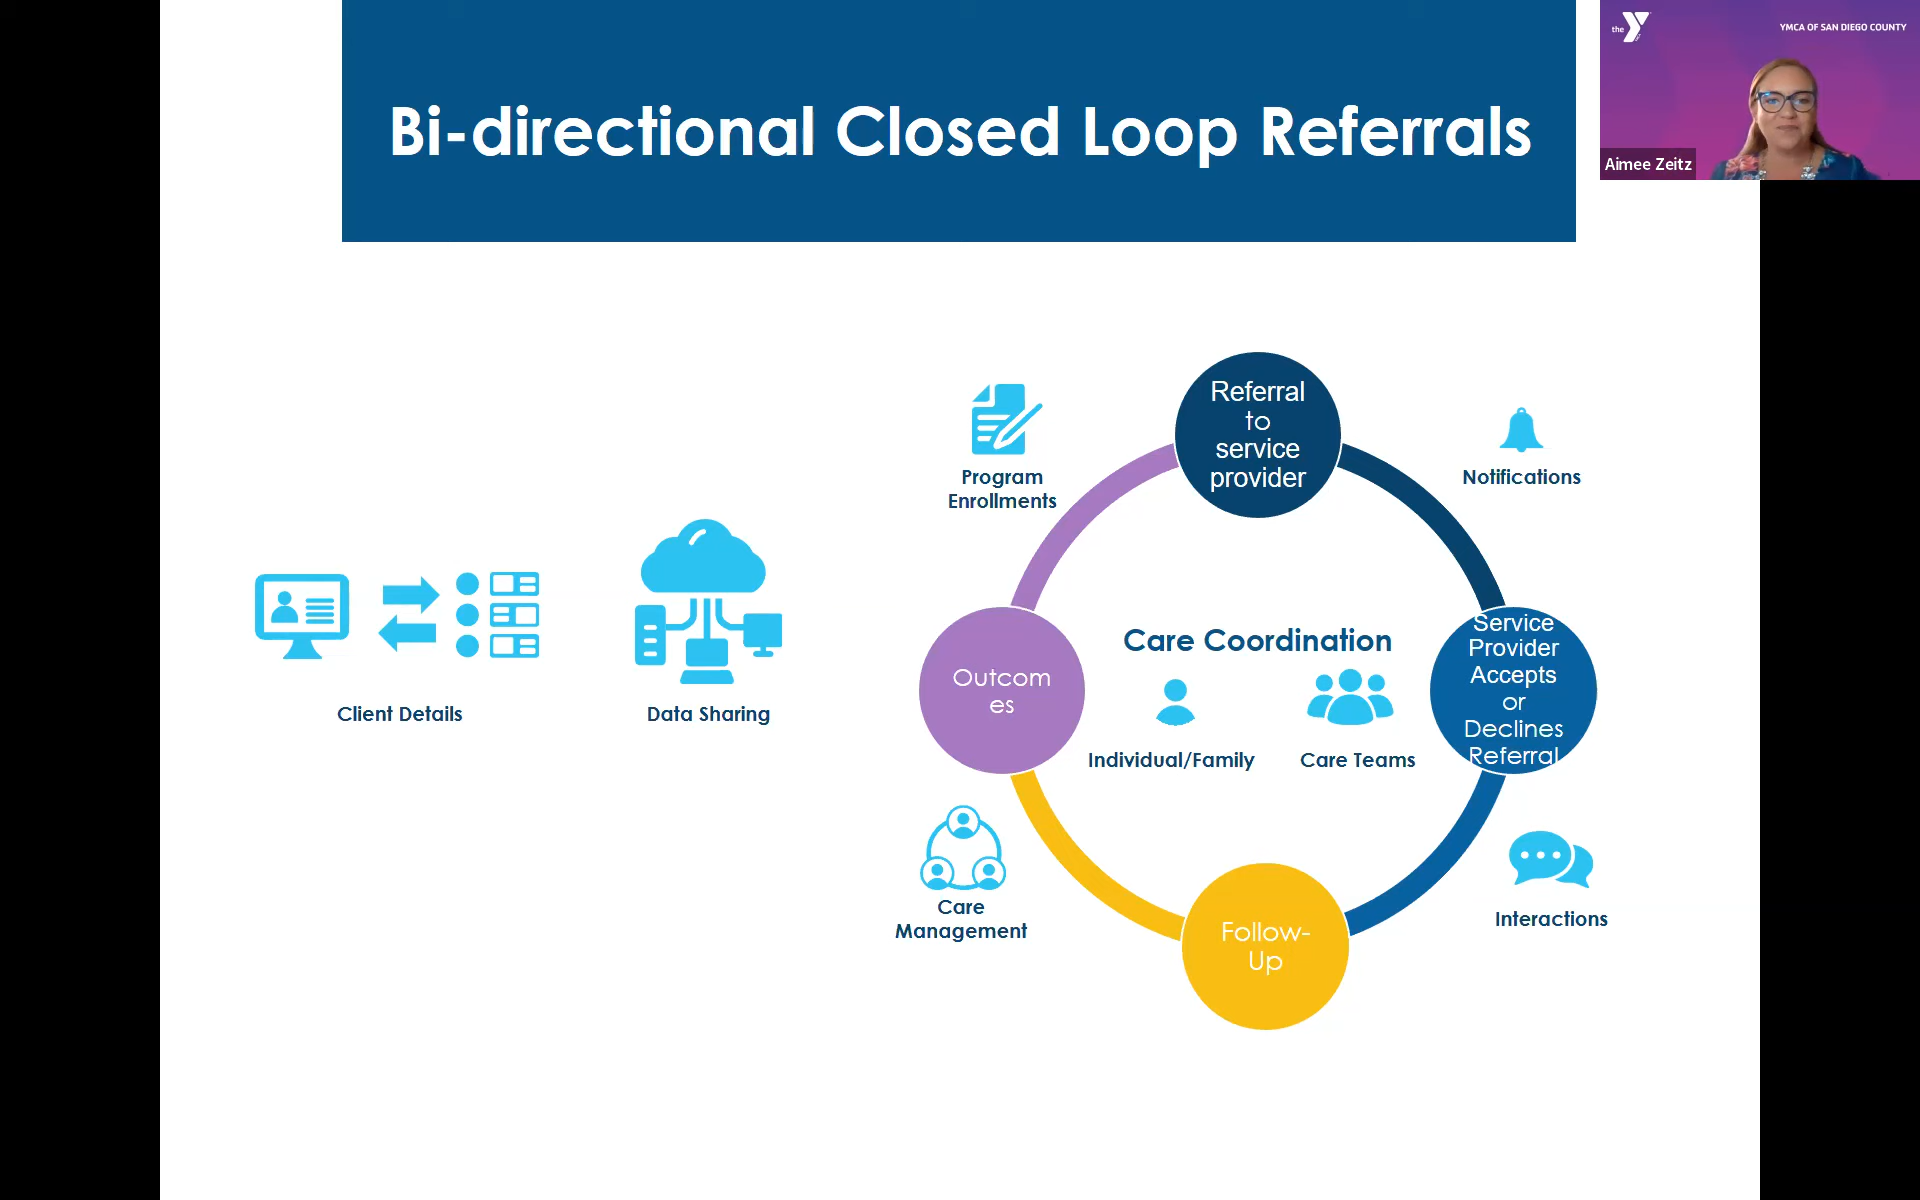 Bi-directional Closed Loop Referrals
the
YMCA OF SAN DIEGO COUNTY
Aimee Zeitz
Client Details
Data Sharing
Program
Enrollments
Referral
to
service
provider
Notifications
Outcom
es
Care Coordination
Individual/Family
Care Teams
Service
Provider
Accepts
or
Declines
Referral
Care
Management
Follow-
Up
Interactions